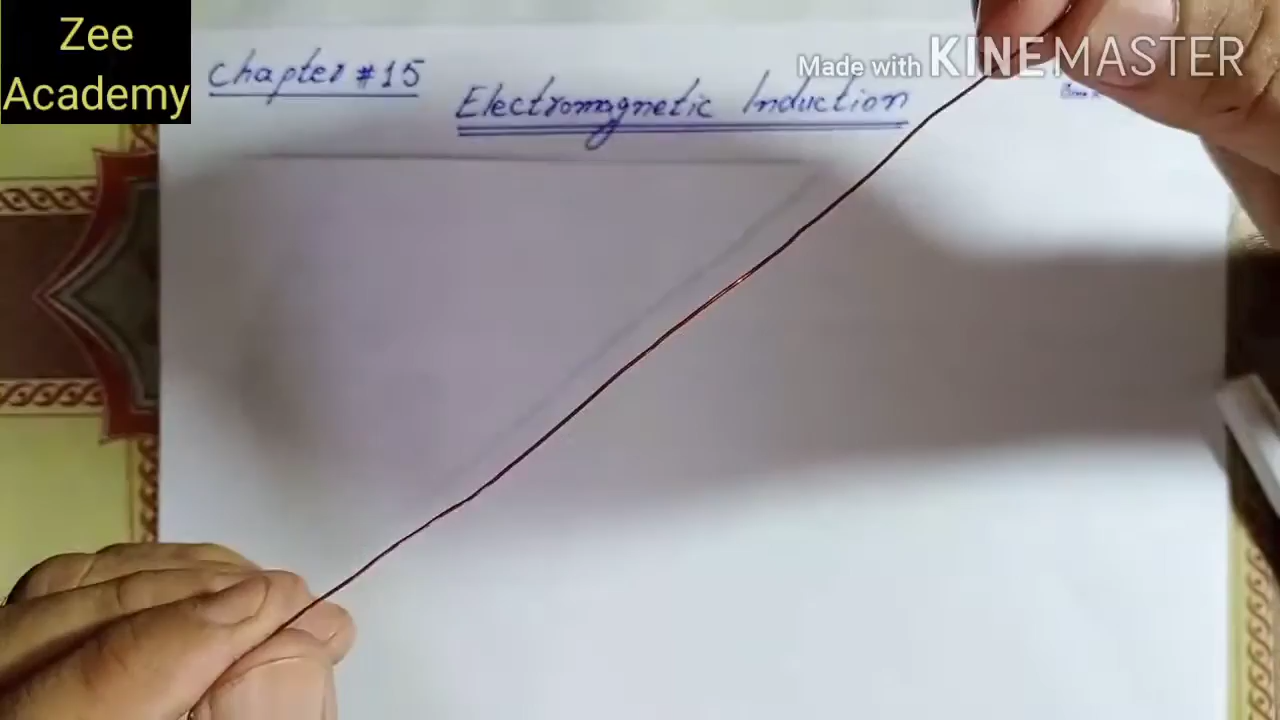 Zee
Academy
Made with KINEMASTER
Chapter #15
Electromagnetic Induction